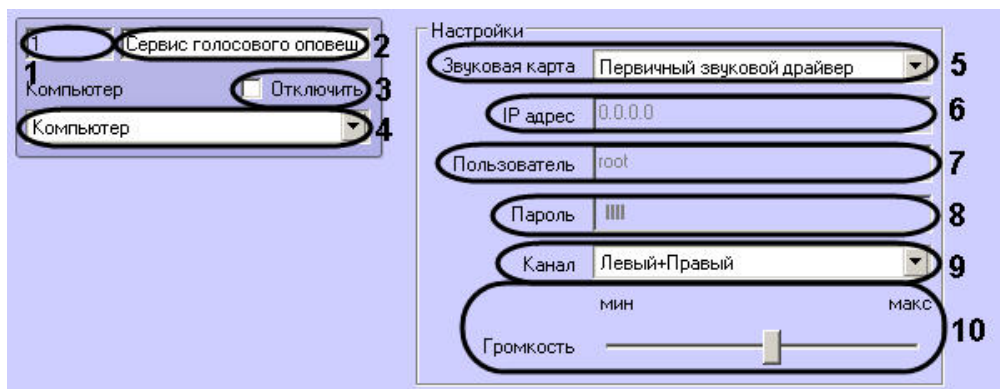 1 Сервис голосового оповещ 2
1
Компьютер Отключить 3
Компьютер 4
Настройки
Звуковая карта Первичный звуковой драйвер 5
IP адрес 0.0.0.0 6
Пользователь root 7
Пароль 8
Канал Левый+Правый 9
мин макс
Громкость 10